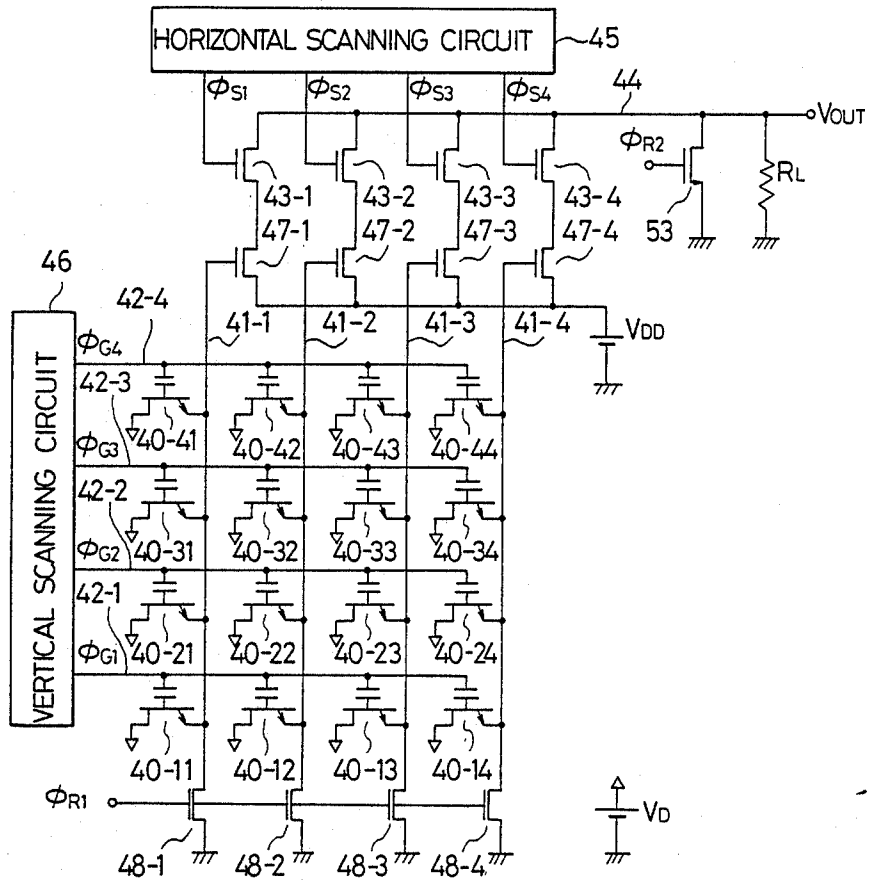 HORIZONTAL SCANNING CIRCUIT
45
ΦS1 ΦS2 ΦS3 ΦS4
44
VOUT
ΦR2
RL
43-1 43-2 43-3 43-4
53
47-1 47-2 47-3 47-4
46
42-4
41-1 41-2 41-3 41-4
VDD
VERTICAL SCANNING CIRCUIT
ΦG4
42-3
40-41 40-42 40-43 40-44
ΦG3
42-2
40-31 40-32 40-33 40-34
ΦG2
42-1
40-21 40-22 40-23 40-24
ΦG1
40-11 40-12 40-13 40-14
ΦR1
VD
48-1 48-2 48-3 48-4